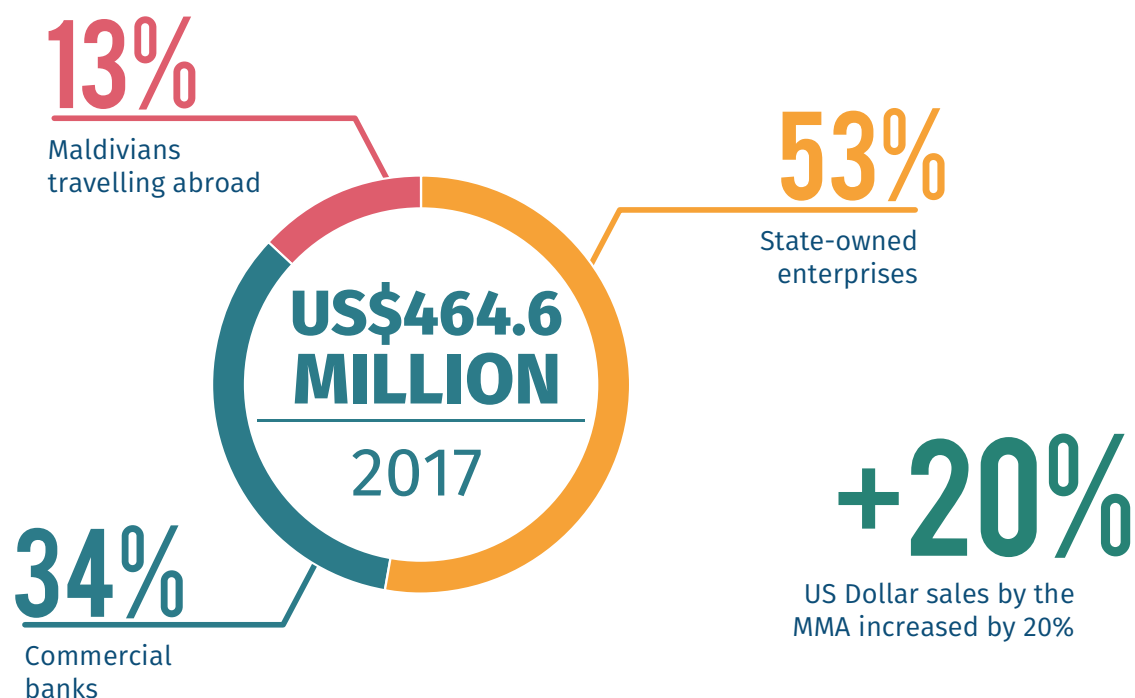 13%
Maldivians
travelling abroad
53%
State-owned
enterprises
US$464.6
MILLION
2017
34%
Commercial
banks
+20%
US Dollar sales by the
MMA increased by 20%